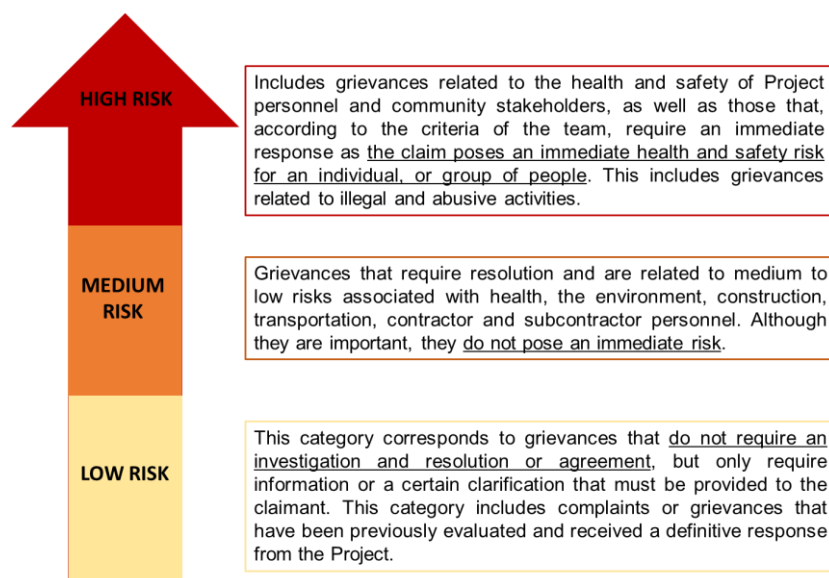 HIGH RISK
Includes grievances related to the health and safety of Project
personnel and community stakeholders, as well as those that,
according to the criteria of the team, require an immediate
response as the claim poses an immediate health and safety risk
for an individual, or group of people. This includes grievances
related to illegal and abusive activities.
MEDIUM
RISK
Grievances that require resolution and are related to medium to
low risks associated with health, the environment, construction,
transportation, contractor and subcontractor personnel. Although
they are important, they do not pose an immediate risk.
LOW RISK
This category corresponds to grievances that do not require an
investigation and resolution or agreement, but only require
information or a certain clarification that must be provided to the
claimant. This category includes complaints or grievances that
have been previously evaluated and received a definitive response
from the Project.